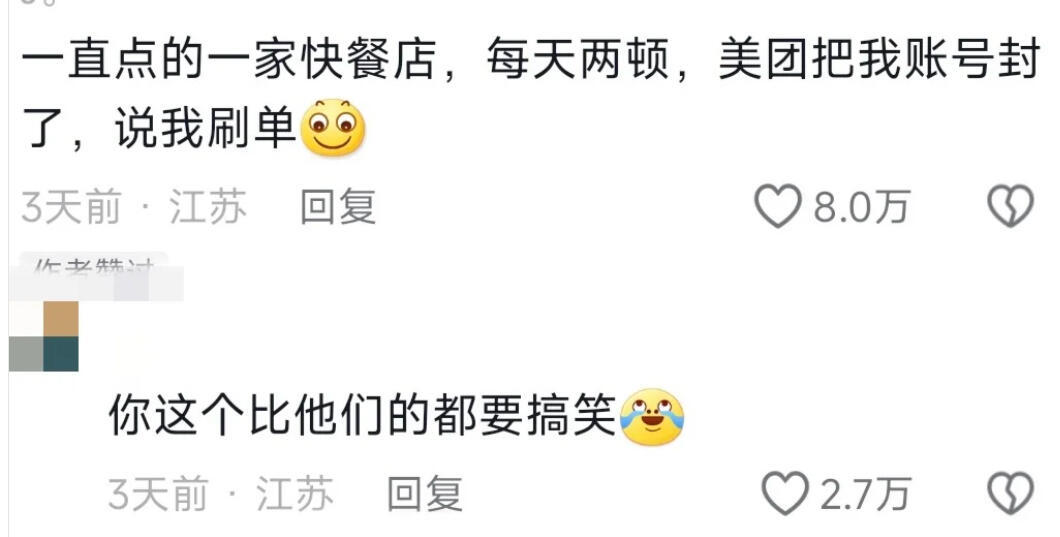 一直点的一家快餐店，每天两顿，美团把我账号封
了，说我刷单
3天前 · 江苏 回复 8.0万
作者赞过
你这个比他们的都要搞笑
3天前 · 江苏 回复 2.7万